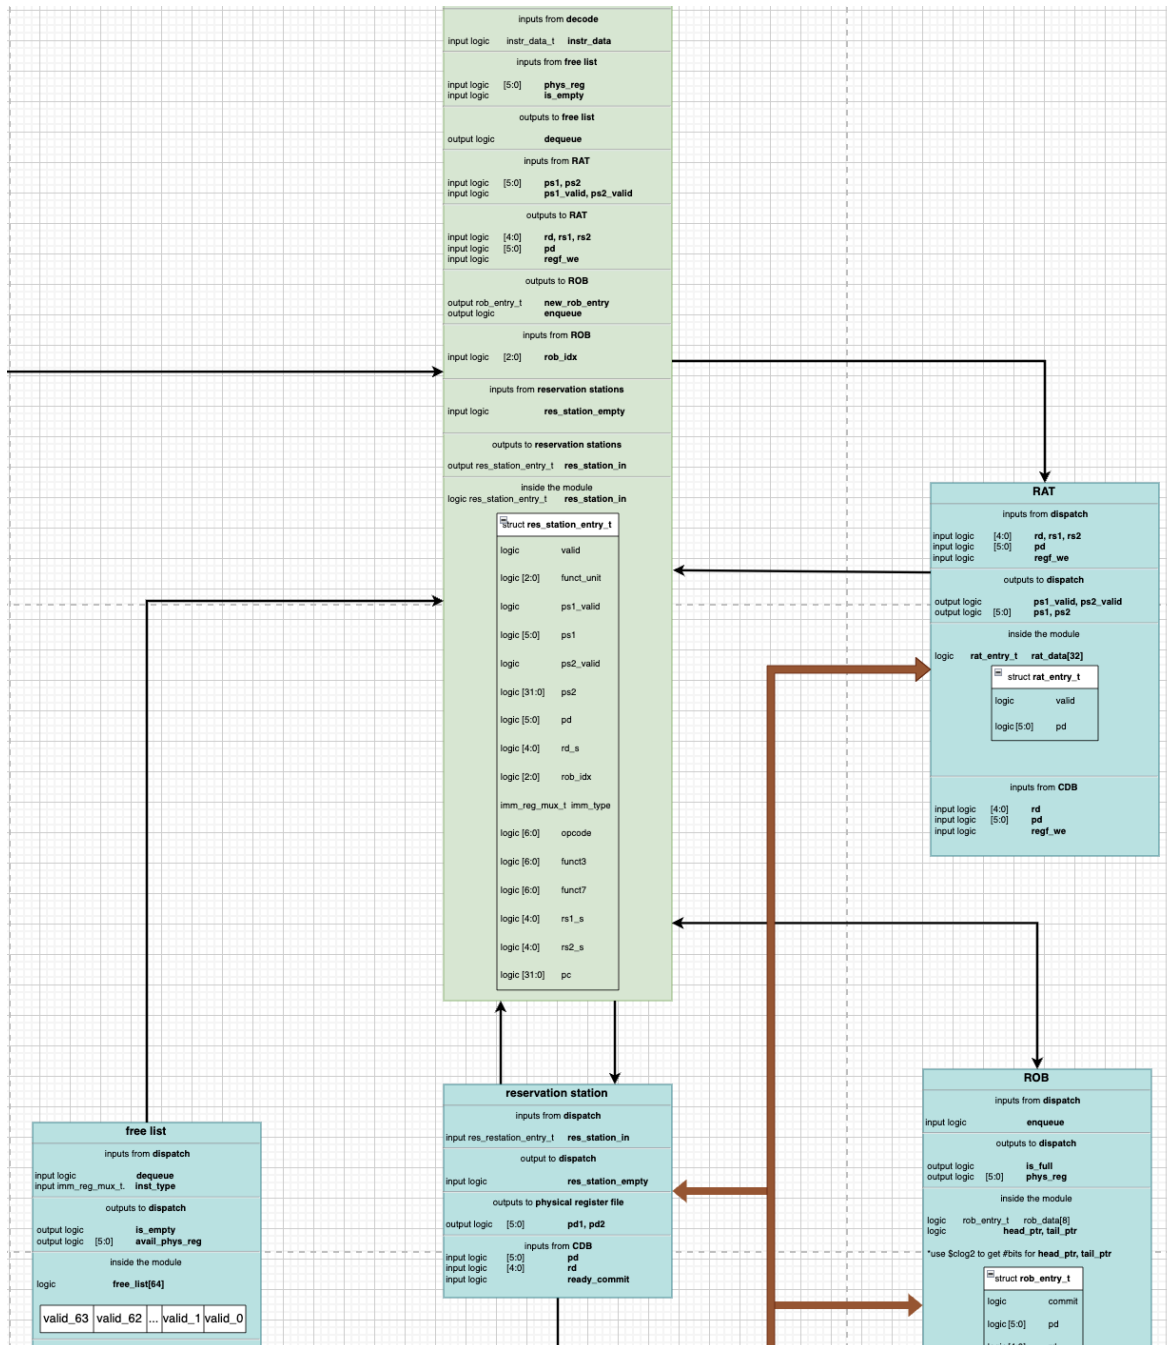 inputs from decode
input logic instr_data_t instr_data
inputs from free list
input logic [5:0] phys_reg
input logic is_empty
outputs to free list
output logic dequeue
inputs from RAT
input logic [5:0] ps1, ps2
input logic ps1_valid, ps2_valid
outputs to RAT
input logic [4:0] rd, rs1, rs2
input logic [5:0] pd
input logic regf_we
outputs to ROB
output rob_entry_t new_rob_entry
output logic enqueue
inputs from ROB
input logic [2:0] rob_idx
inputs from reservation stations
input logic res_station_empty
outputs to reservation stations
output res_station_entry_t res_station_in
inside the module
logic res_station_entry_t res_station_in
struct res_station_entry_t
logic valid
logic [2:0] funct_unit
logic ps1_valid
logic [5:0] ps1
logic ps2_valid
logic [31:0] ps2
logic [5:0] pd
logic [4:0] rd_s
logic [2:0] rob_idx
imm_reg_mux_t imm_type
logic [6:0] opcode
logic [6:0] funct3
logic [6:0] funct7
logic [4:0] rs1_s
logic [4:0] rs2_s
logic [31:0] pc
RAT
inputs from dispatch
input logic [4:0] rd, rs1, rs2
input logic [5:0] pd
input logic regf_we
outputs to dispatch
output logic ps1_valid, ps2_valid
output logic [5:0] ps1, ps2
inside the module
logic rat_entry_t rat_data[32]
struct rat_entry_t
logic valid
logic[5:0] pd
inputs from CDB
input logic [4:0] rd
input logic [5:0] pd
input logic regf_we
free list
inputs from dispatch
input logic dequeue
input imm_reg_mux_t. inst_type
outputs to dispatch
output logic is_empty
output logic [5:0] avail_phys_reg
inside the module
logic free_list[64]
valid_63 valid_62 ... valid_1 valid_0
reservation station
inputs from dispatch
input res_restation_entry_t res_station_in
output to dispatch
input logic res_station_empty
outputs to physical register file
output logic [5:0] pd1, pd2
inputs from CDB
input logic [5:0] pd
input logic [4:0] rd
input logic ready_commit
ROB
inputs from dispatch
input logic enqueue
outputs to dispatch
output logic is_full
output logic [5:0] phys_reg
inside the module
logic rob_entry_t rob_data[8]
logic head_ptr, tail_ptr
*use $clog2 to get #bits for head_ptr, tail_ptr
struct rob_entry_t
logic commit
logic [5:0] pd